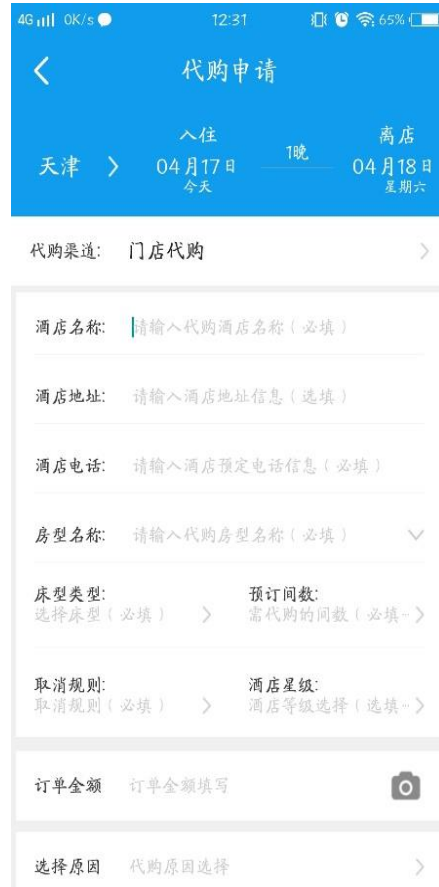 4G 0K/s 12:31 65%
代购申请
入住 离店
天津 04月17日 1晚 04月18日
今天 星期六
代购渠道: 门店代购
酒店名称: 请输入代购酒店名称（必填）
酒店地址: 请输入酒店地址信息（选填）
酒店电话: 请输入酒店预定电话信息（必填）
房型名称: 请输入代购房型名称（必填）
床型类型: 预订间数:
选择床型（必填） 需代购的间数（必填…
取消规则: 酒店星级:
取消规则（必填） 酒店等级选择（选填…
订单金额 订单金额填写
选择原因 代购原因选择